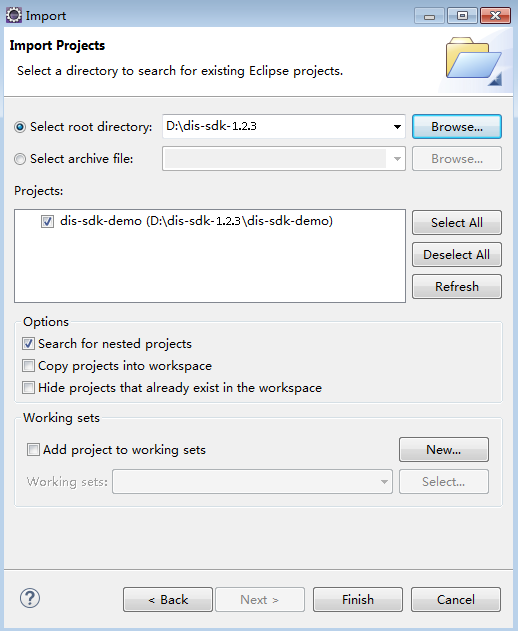 Import
Import Projects
Select a directory to search for existing Eclipse projects.
Select root directory: D:\dis-sdk-1.2.3 Browse...
Select archive file: Browse...
Projects:
dis-sdk-demo (D:\dis-sdk-1.2.3\dis-sdk-demo)
Select All
Deselect All
Refresh
Options
Search for nested projects
Copy projects into workspace
Hide projects that already exist in the workspace
Working sets
Add project to working sets New...
Working sets: Select...
? < Back Next > Finish Cancel